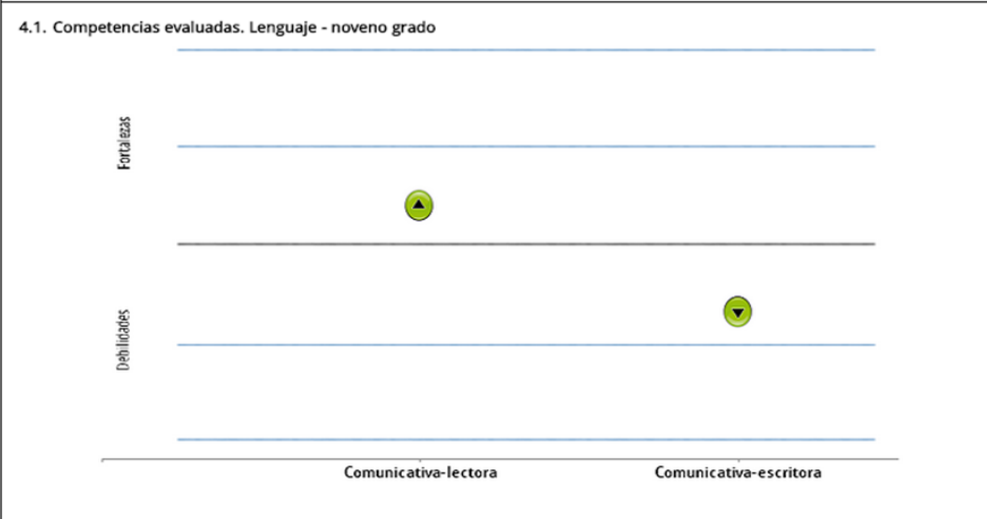 4.1. Competencias evaluadas. Lenguaje - noveno grado
Fortalezas
Debilidades
Comunicativa-lectora
Comunicativa-escritora